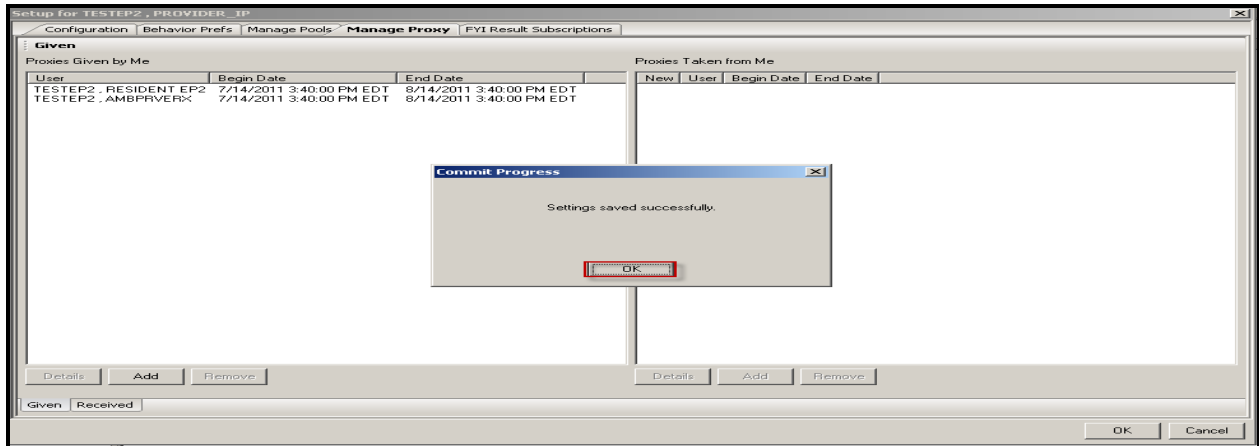 Setup for TESTEP2 , PROVIDER_IP
Configuration Behavior Prefs Manage Pools Manage Proxy FYI Result Subscriptions
Given
Proxies Given by Me
User Begin Date End Date
TESTEP2 , RESIDENT EP2 7/14/2011 3:40:00 PM EDT 8/14/2011 3:40:00 PM EDT
TESTEP2 , AMBPRVERX 7/14/2011 3:40:00 PM EDT 8/14/2011 3:40:00 PM EDT
Proxies Taken from Me
New User Begin Date End Date
Commit Progress
Settings saved successfully.
OK
Details Add Remove
Details Add Remove
Given Received
OK Cancel